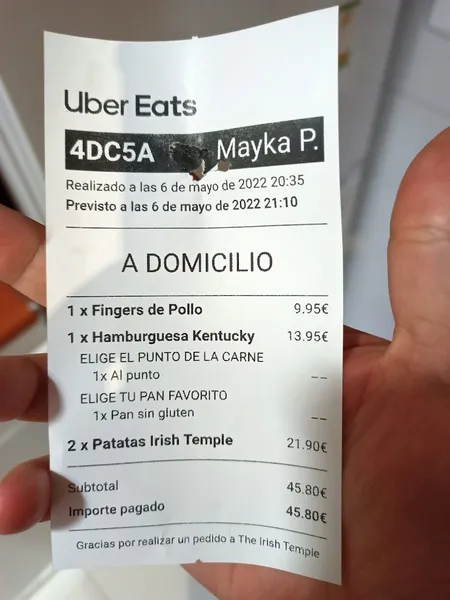 Uber Eats
4DC5A Mayka P.
Realizado a las 6 de mayo de 2022 20:35
Previsto a las 6 de mayo de 2022 21:10
A DOMICILIO
1 x Fingers de Pollo 9.95€
1 x Hamburguesa Kentucky 13.95€
ELIGE EL PUNTO DE LA CARNE
1x Al punto --
ELIGE TU PAN FAVORITO
1x Pan sin gluten --
2 x Patatas Irish Temple 21.90€
Subtotal 45.80€
Importe pagado 45.80€
Gracias por realizar un pedido a The Irish Temple